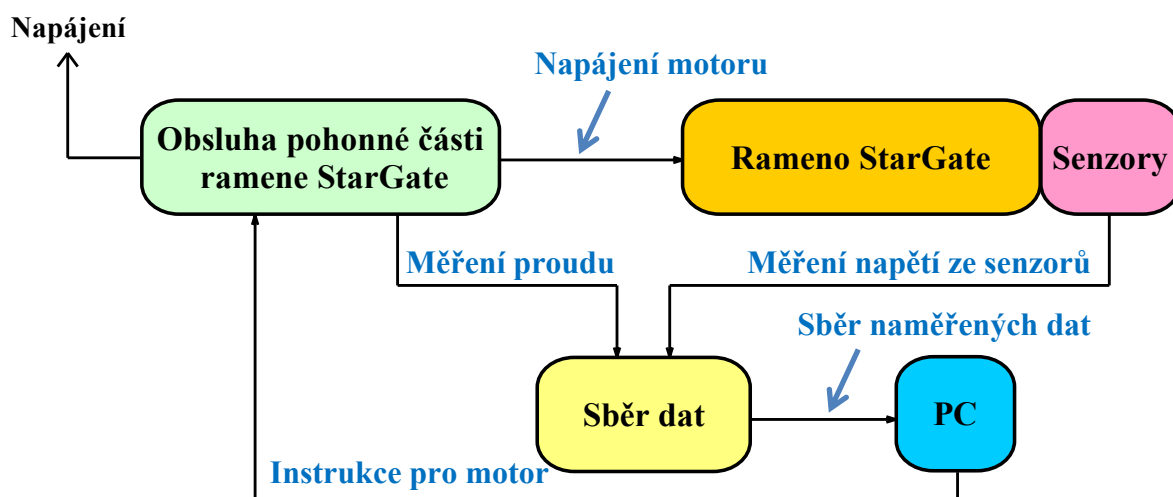 Napájení
Napájení motoru
Obsluha pohonné části
ramene StarGate
Rameno StarGate
Senzory
Měření proudu
Měření napětí ze senzorů
Sběr naměřených dat
Sběr dat
PC
Instrukce pro motor